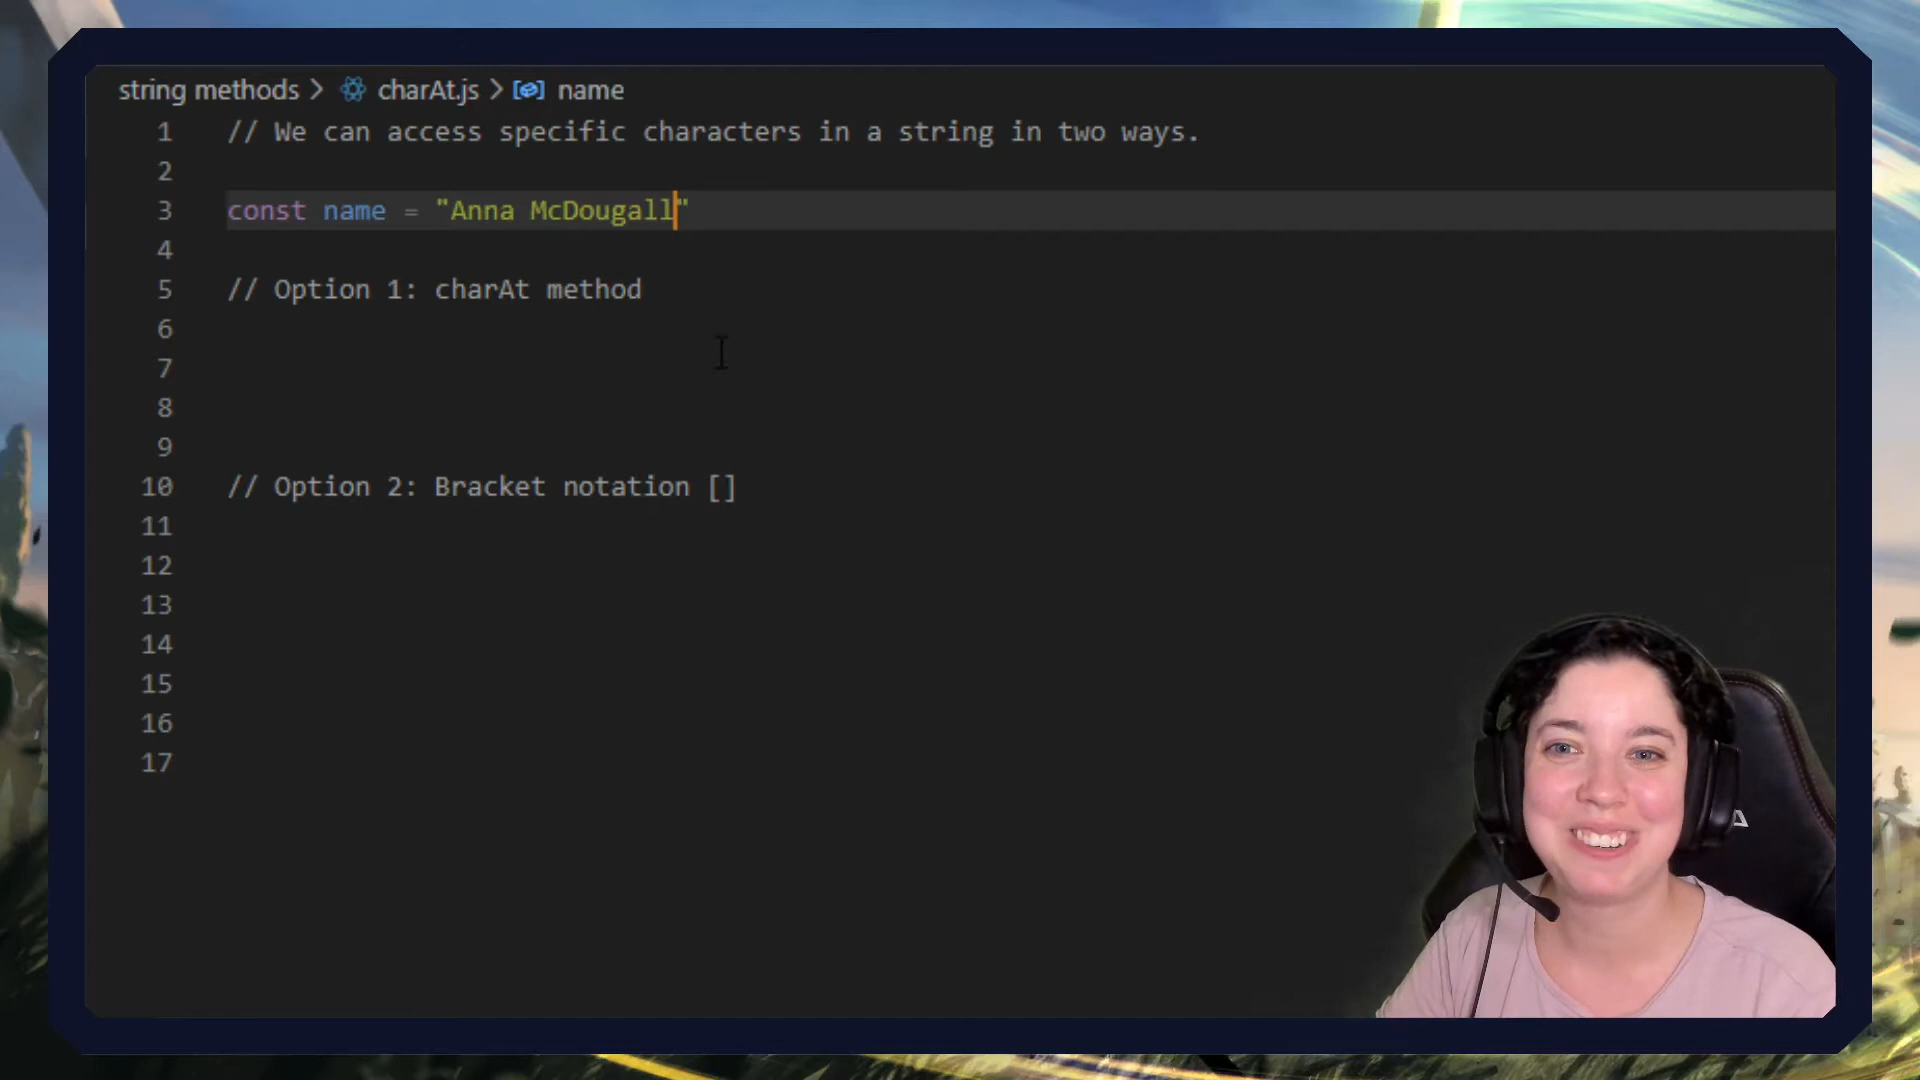 string methods > charAt.js > name
1 // We can access specific characters in a string in two ways.
2
3 const name = "Anna McDougall"
4
5 // Option 1: charAt method
6
7
8
9
10 // Option 2: Bracket notation []
11
12
13
14
15
16
17